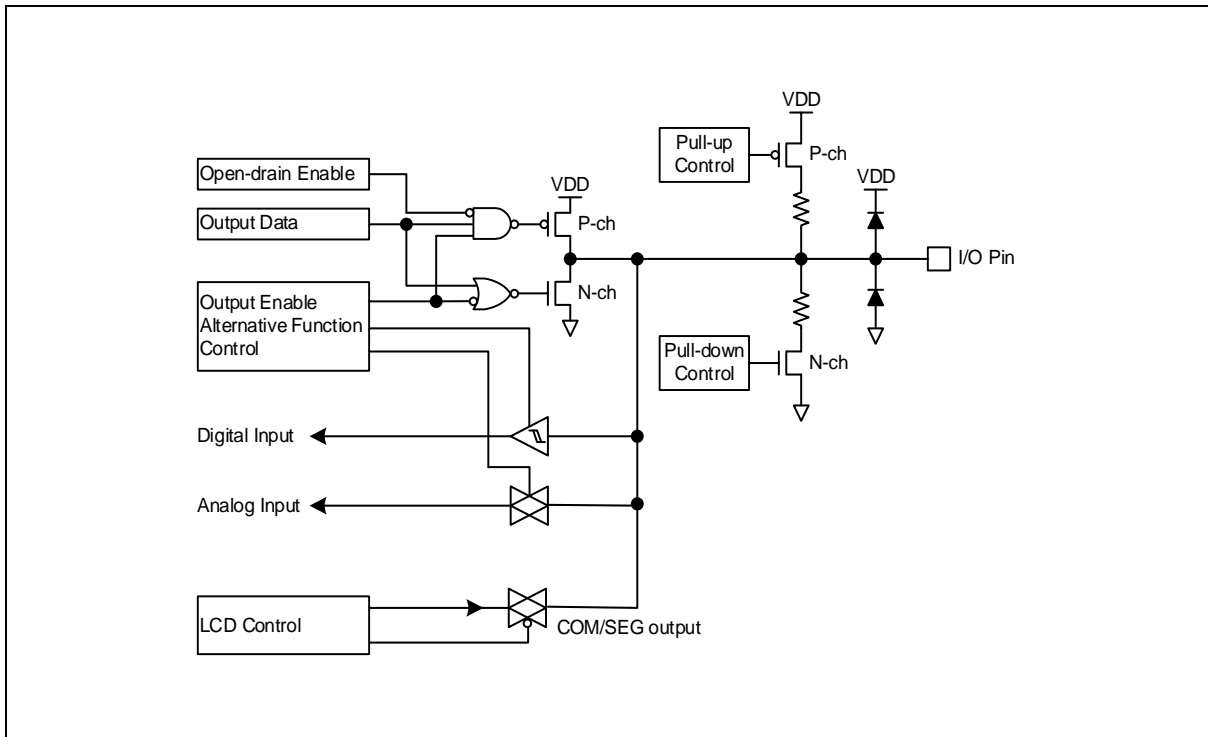 VDD
Pull-up
Control
P-ch
VDD
Open-drain Enable
VDD
Output Data
P-ch
I/O Pin
N-ch
Output Enable
Alternative Function
Control
Pull-down
Control
N-ch
Digital Input
Analog Input
LCD Control
COM/SEG output